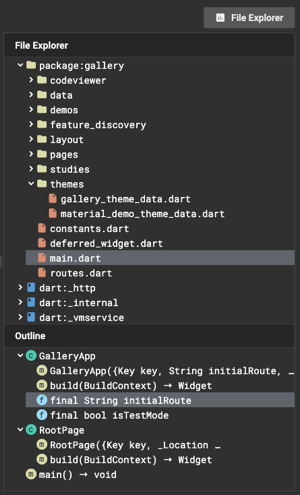 File Explorer
File Explorer
package:gallery
codeviewer
data
demos
feature_discovery
layout
pages
studies
themes
gallery_theme_data.dart
material_demo_theme_data.dart
constants.dart
deferred_widget.dart
main.dart
routes.dart
dart:_http
dart:_internal
dart:_vmservice
Outline
C GalleryApp
m GalleryApp({Key key, String initialRoute, …
m build(BuildContext) → Widget
f final String initialRoute
f final bool isTestMode
C RootPage
m RootPage({Key key, _Location …
m build(BuildContext) → Widget
m main() → void